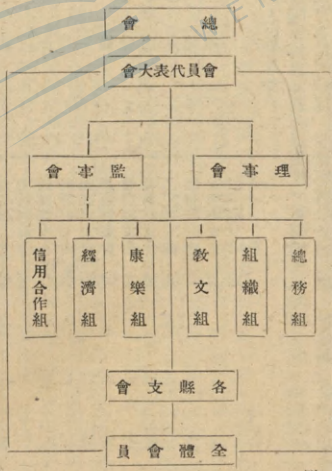 總會
會員代表大會
理事會
監事會
總務組
組織組
教文組
康樂組
經濟組
信用合作組
各縣支會
全體會員